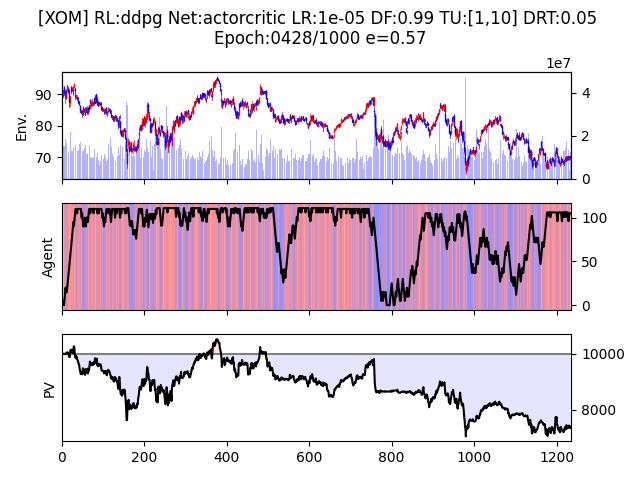 [XOM] RL:ddpg Net:actorcritic LR:1e-05 DF:0.99 TU:[1,10] DRT:0.05
Epoch:0428/1000 e=0.57
1e7
Env.
90
80
70
4
2
0
Agent
100
50
0
PV
10000
8000
0 200 400 600 800 1000 1200